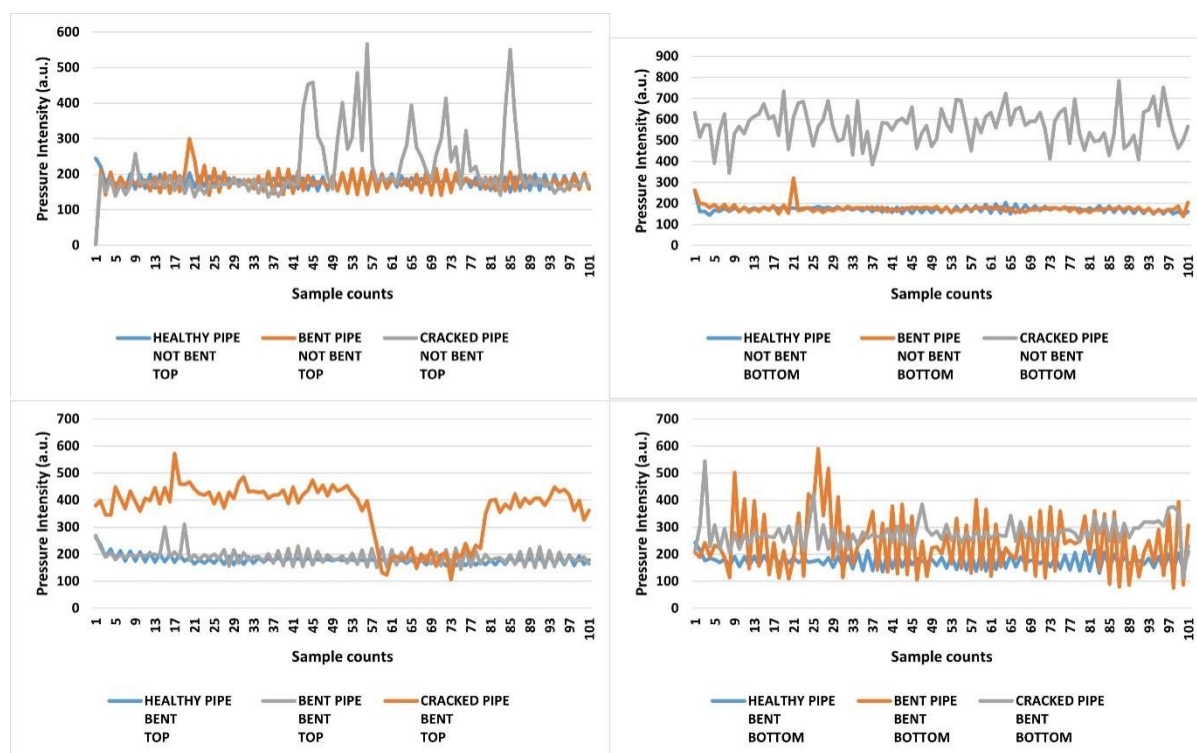 600
500
400
300
200
100
0
Pressure Intensity (a.u.)
1 5 9 13 17 21 25 29 33 37 41 45 49 53 57 61 65 69 73 77 81 85 89 93 97 101
Sample counts
HEALTHY PIPE BENT PIPE CRACKED PIPE
NOT BENT NOT BENT NOT BENT
TOP TOP TOP
900
800
700
600
500
400
300
200
100
0
Pressure Intensity (a.u.)
1 5 9 13 17 21 25 29 33 37 41 45 49 53 57 61 65 69 73 77 81 85 89 93 97 101
Sample counts
HEALTHY PIPE BENT PIPE CRACKED PIPE
NOT BENT NOT BENT NOT BENT
BOTTOM BOTTOM BOTTOM
700
600
500
400
300
200
100
0
Pressure Intensity (a.u.)
1 5 9 13 17 21 25 29 33 37 41 45 49 53 57 61 65 69 73 77 81 85 89 93 97 101
Sample counts
HEALTHY PIPE BENT PIPE CRACKED PIPE
BENT BENT BENT
TOP TOP TOP
700
600
500
400
300
200
100
0
Pressure Intensity (a.u.)
1 5 9 13 17 21 25 29 33 37 41 45 49 53 57 61 65 69 73 77 81 85 89 93 97 101
Sample counts
HEALTHY PIPE BENT PIPE CRACKED PIPE
BENT BENT BENT
BOTTOM BOTTOM BOTTOM